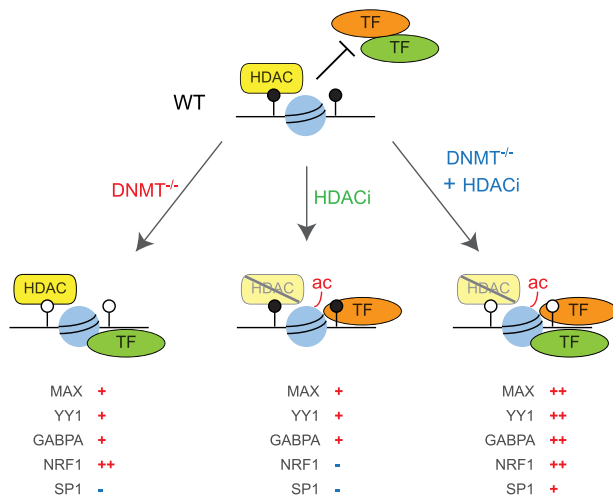 TF
TF
HDAC
WT
DNMT-/-
HDACi
DNMT-/-
+ HDACi
HDAC
TF
HDAC
ac
TF
HDAC
ac
TF
TF
MAX +
YY1 +
GABPA +
NRF1 ++
SP1 -
MAX +
YY1 +
GABPA +
NRF1 -
SP1 -
MAX ++
YY1 ++
GABPA ++
NRF1 ++
SP1 +